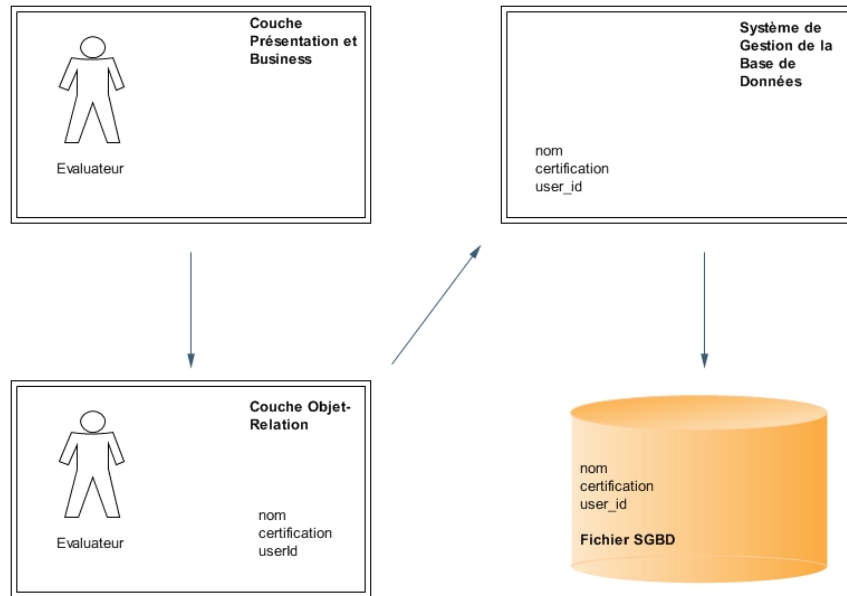 Couche
Présentation et
Business
Evaluateur
Système de
Gestion de la
Base de
Données
nom
certification
user_id
Couche Objet-
Relation
nom
certification
userId
Evaluateur
nom
certification
user_id
Fichier SGBD